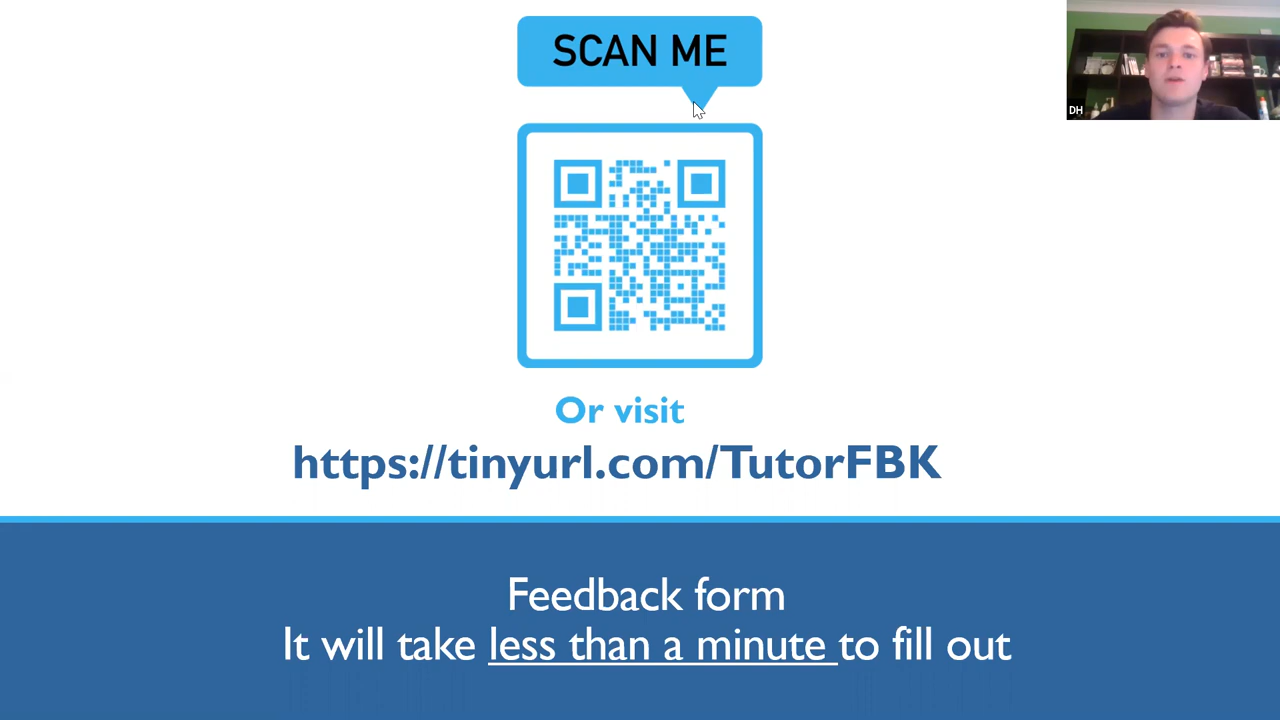 SCAN ME
DH
Or visit
https://tinyurl.com/TutorFBK
Feedback form
It will take less than a minute to fill out